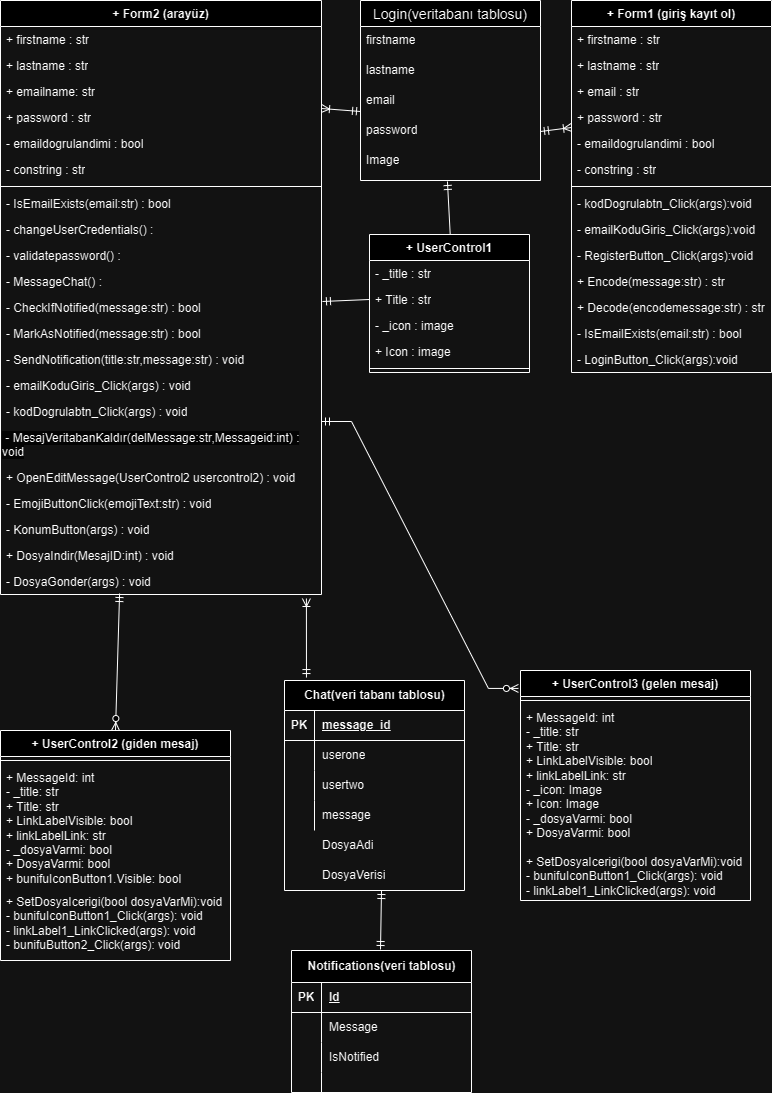 + Form2 (arayüz)
+ firstname : str
+ lastname : str
+ emailname: str
+ password : str
- emaildogrulandimi : bool
- constring : str
- IsEmailExists(email:str) : bool
- changeUserCredentials() :
- validatepassword() :
- MessageChat() :
- CheckIfNotified(message:str) : bool
- MarkAsNotified(message:str) : bool
- SendNotification(title:str,message:str) : void
- emailKoduGiris_Click(args) : void
- kodDogrulabtn_Click(args) : void
- MesajVeritabanKaldır(delMessage:str,Messageid:int) :
void
+ OpenEditMessage(UserControl2 usercontrol2) : void
- EmojiButtonClick(emojiText:str) : void
- KonumButton(args) : void
+ DosyaIndir(MesajID:int) : void
- DosyaGonder(args) : void
Login(veritabanı tablosu)
firstname
lastname
email
password
Image
+ Form1 (giriş kayıt ol)
+ firstname : str
+ lastname : str
+ email : str
+ password : str
- emaildogrulandimi : bool
- constring : str
- kodDogrulabtn_Click(args):void
- emailKoduGiris_Click(args):void
- RegisterButton_Click(args):void
+ Encode(message:str) : str
+ Decode(encodemessage:str) : str
- IsEmailExists(email:str) : bool
- LoginButton_Click(args):void
+ UserControl1
- _title : str
+ Title : str
- _icon : image
+ Icon : image
+ UserControl2 (giden mesaj)
+ MessageId: int
- _title: str
+ Title: str
+ LinkLabelVisible: bool
+ linkLabelLink: str
- _dosyaVarmi: bool
+ DosyaVarmi: bool
+ bunifuIconButton1.Visible: bool
+ SetDosyaIcerigi(bool dosyaVarMi):void
- bunifuIconButton1_Click(args): void
- linkLabel1_LinkClicked(args): void
- bunifuButton2_Click(args): void
Chat(veri tabanı tablosu)
PK message_id
userone
usertwo
message
DosyaAdi
DosyaVerisi
+ UserControl3 (gelen mesaj)
+ MessageId: int
- _title: str
+ Title: str
+ LinkLabelVisible: bool
+ linkLabelLink: str
- _icon: Image
+ Icon: Image
- _dosyaVarmi: bool
+ DosyaVarmi: bool
+ SetDosyaIcerigi(bool dosyaVarMi):void
- bunifuIconButton1_Click(args): void
- linkLabel1_LinkClicked(args): void
Notifications(veri tablosu)
PK Id
Message
IsNotified